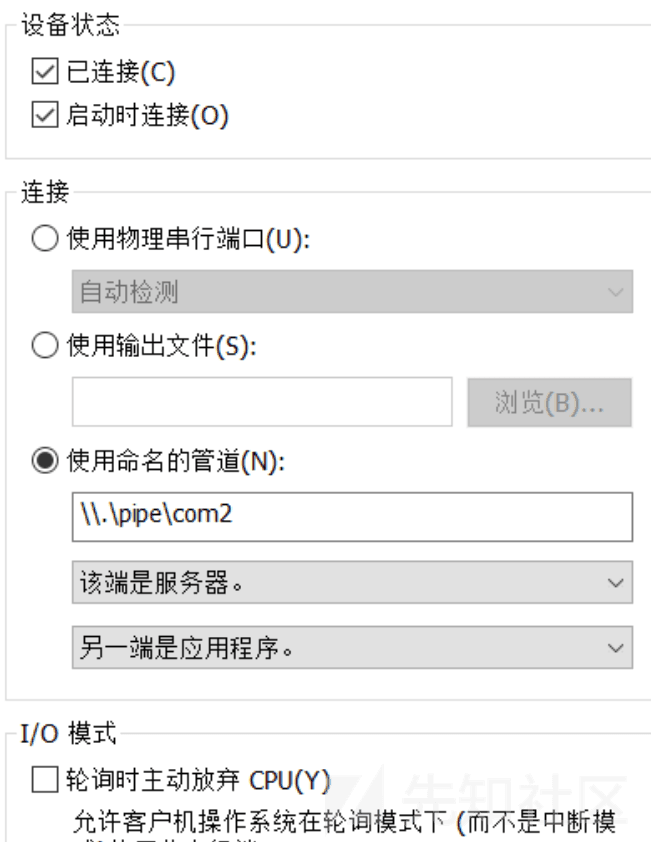 设备状态
已连接(C)
启动时连接(O)
连接
使用物理串行端口(U):
自动检测
使用输出文件(S):
浏览(B)...
使用命名的管道(N):
\\.\pipe\com2
该端是服务器。
另一端是应用程序。
I/O 模式
轮询时主动放弃 CPU(Y)
先知社区
允许客户机操作系统在轮询模式下 (而不是中断模